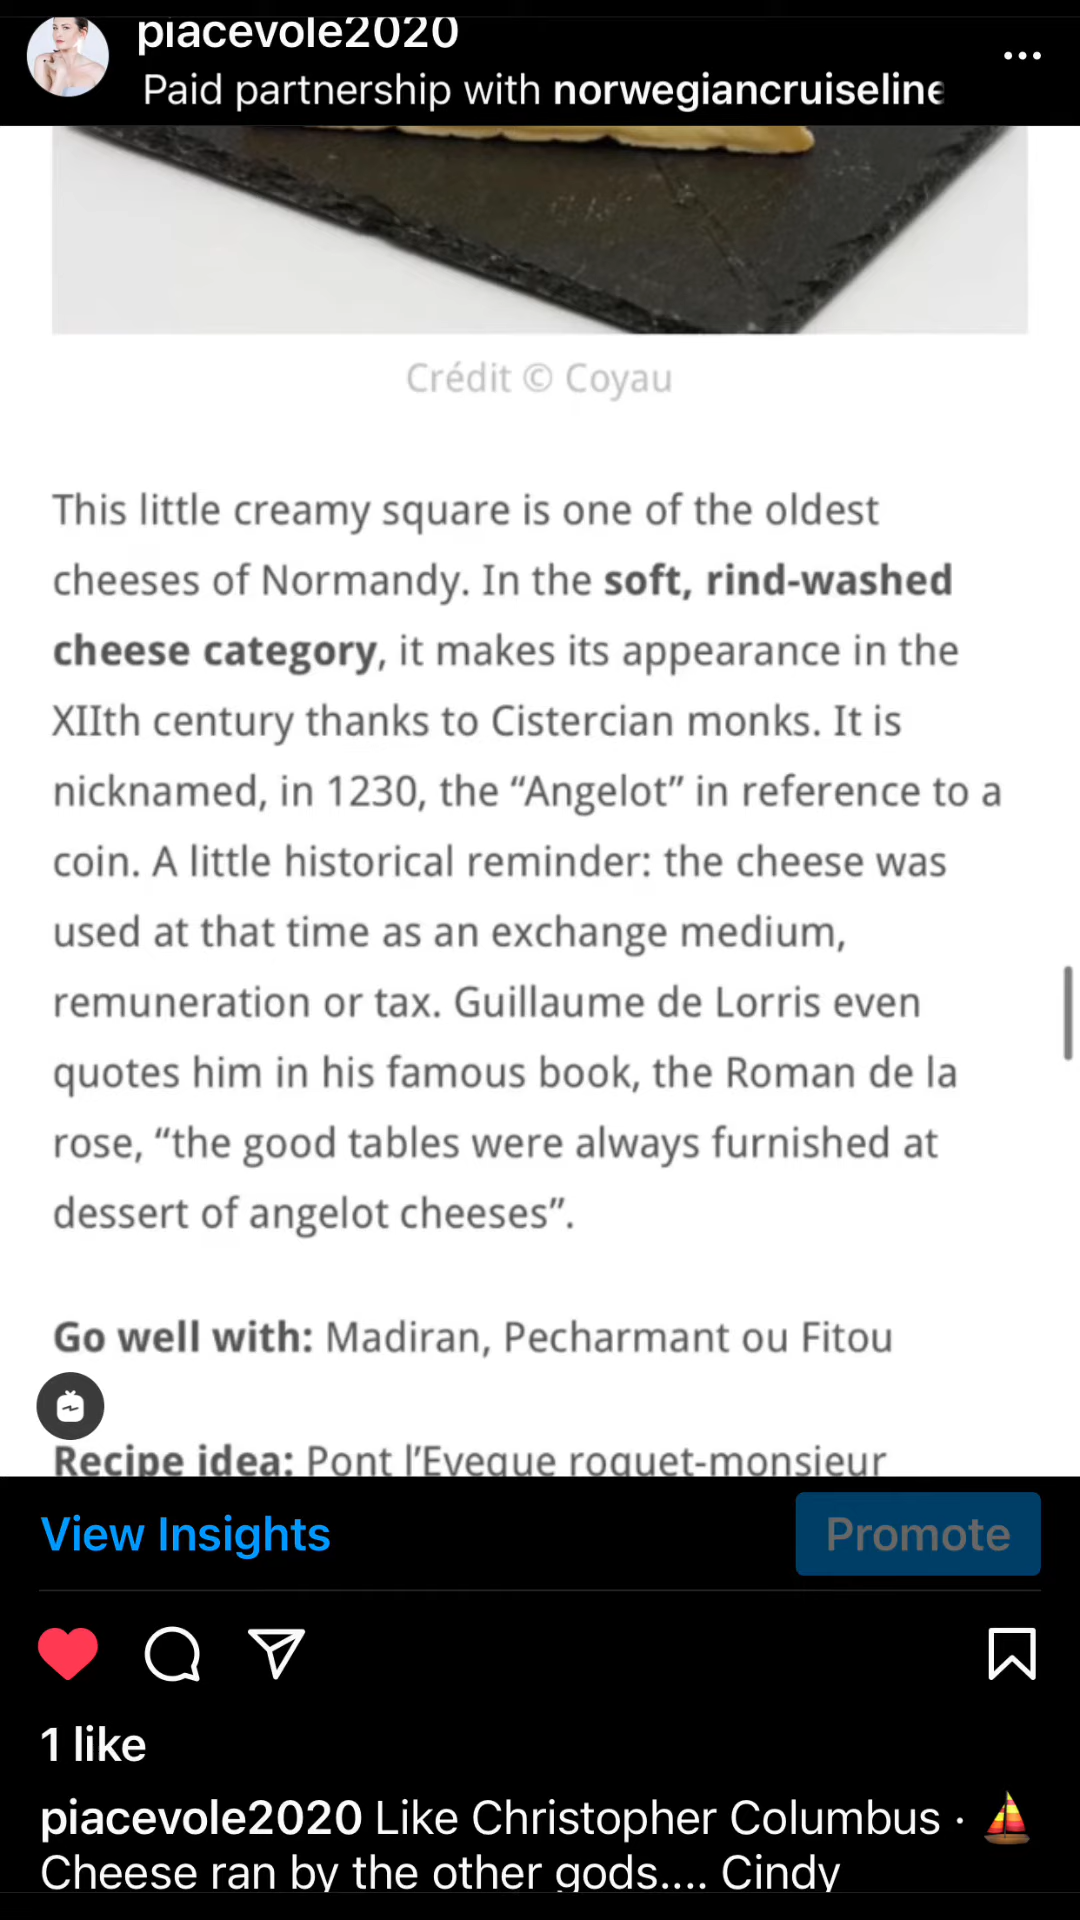 piacevole2020
Paid partnership with norwegiancruiseline
Crédit © Coyau
This little creamy square is one of the oldest
cheeses of Normandy. In the soft, rind-washed
cheese category, it makes its appearance in the
XIIth century thanks to Cistercian monks. It is
nicknamed, in 1230, the “Angelot” in reference to a
coin. A little historical reminder: the cheese was
used at that time as an exchange medium,
remuneration or tax. Guillaume de Lorris even
quotes him in his famous book, the Roman de la
rose, “the good tables were always furnished at
dessert of angelot cheeses”.
Go well with: Madiran, Pecharmant ou Fitou
Recipe idea: Pont l’Eveque roquet-monsieur
View Insights
Promote
1 like
piacevole2020 Like Christopher Columbus · ⛵
Cheese ran by the other gods.... Cindy